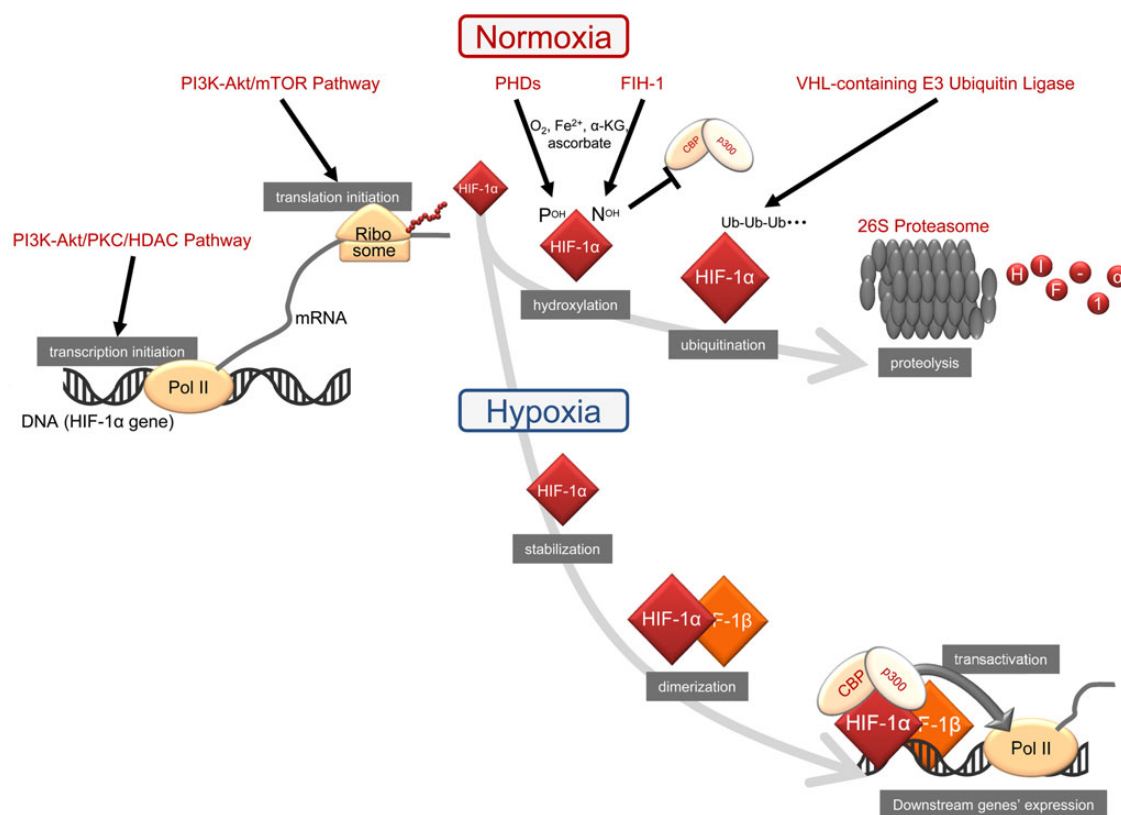 Normoxia
PI3K-Akt/mTOR Pathway
PHDs
FIH-1
VHL-containing E3 Ubiquitin Ligase
O2, Fe2+, α-KG,
ascorbate
CBP
p300
translation initiation
HIF-1α
POH
NOH
HIF-1α
Ub-Ub-Ub•••
PI3K-Akt/PKC/HDAC Pathway
Ribo
some
26S Proteasome
HIF-1α
H I F - 1 α
hydroxylation
mRNA
ubiquitination
transcription initiation
proteolysis
Pol II
DNA (HIF-1α gene)
Hypoxia
HIF-1α
stabilization
HIF-1α
F-1β
dimerization
transactivation
CBP
p300
HIF-1α
F-1β
Pol II
Downstream genes' expression